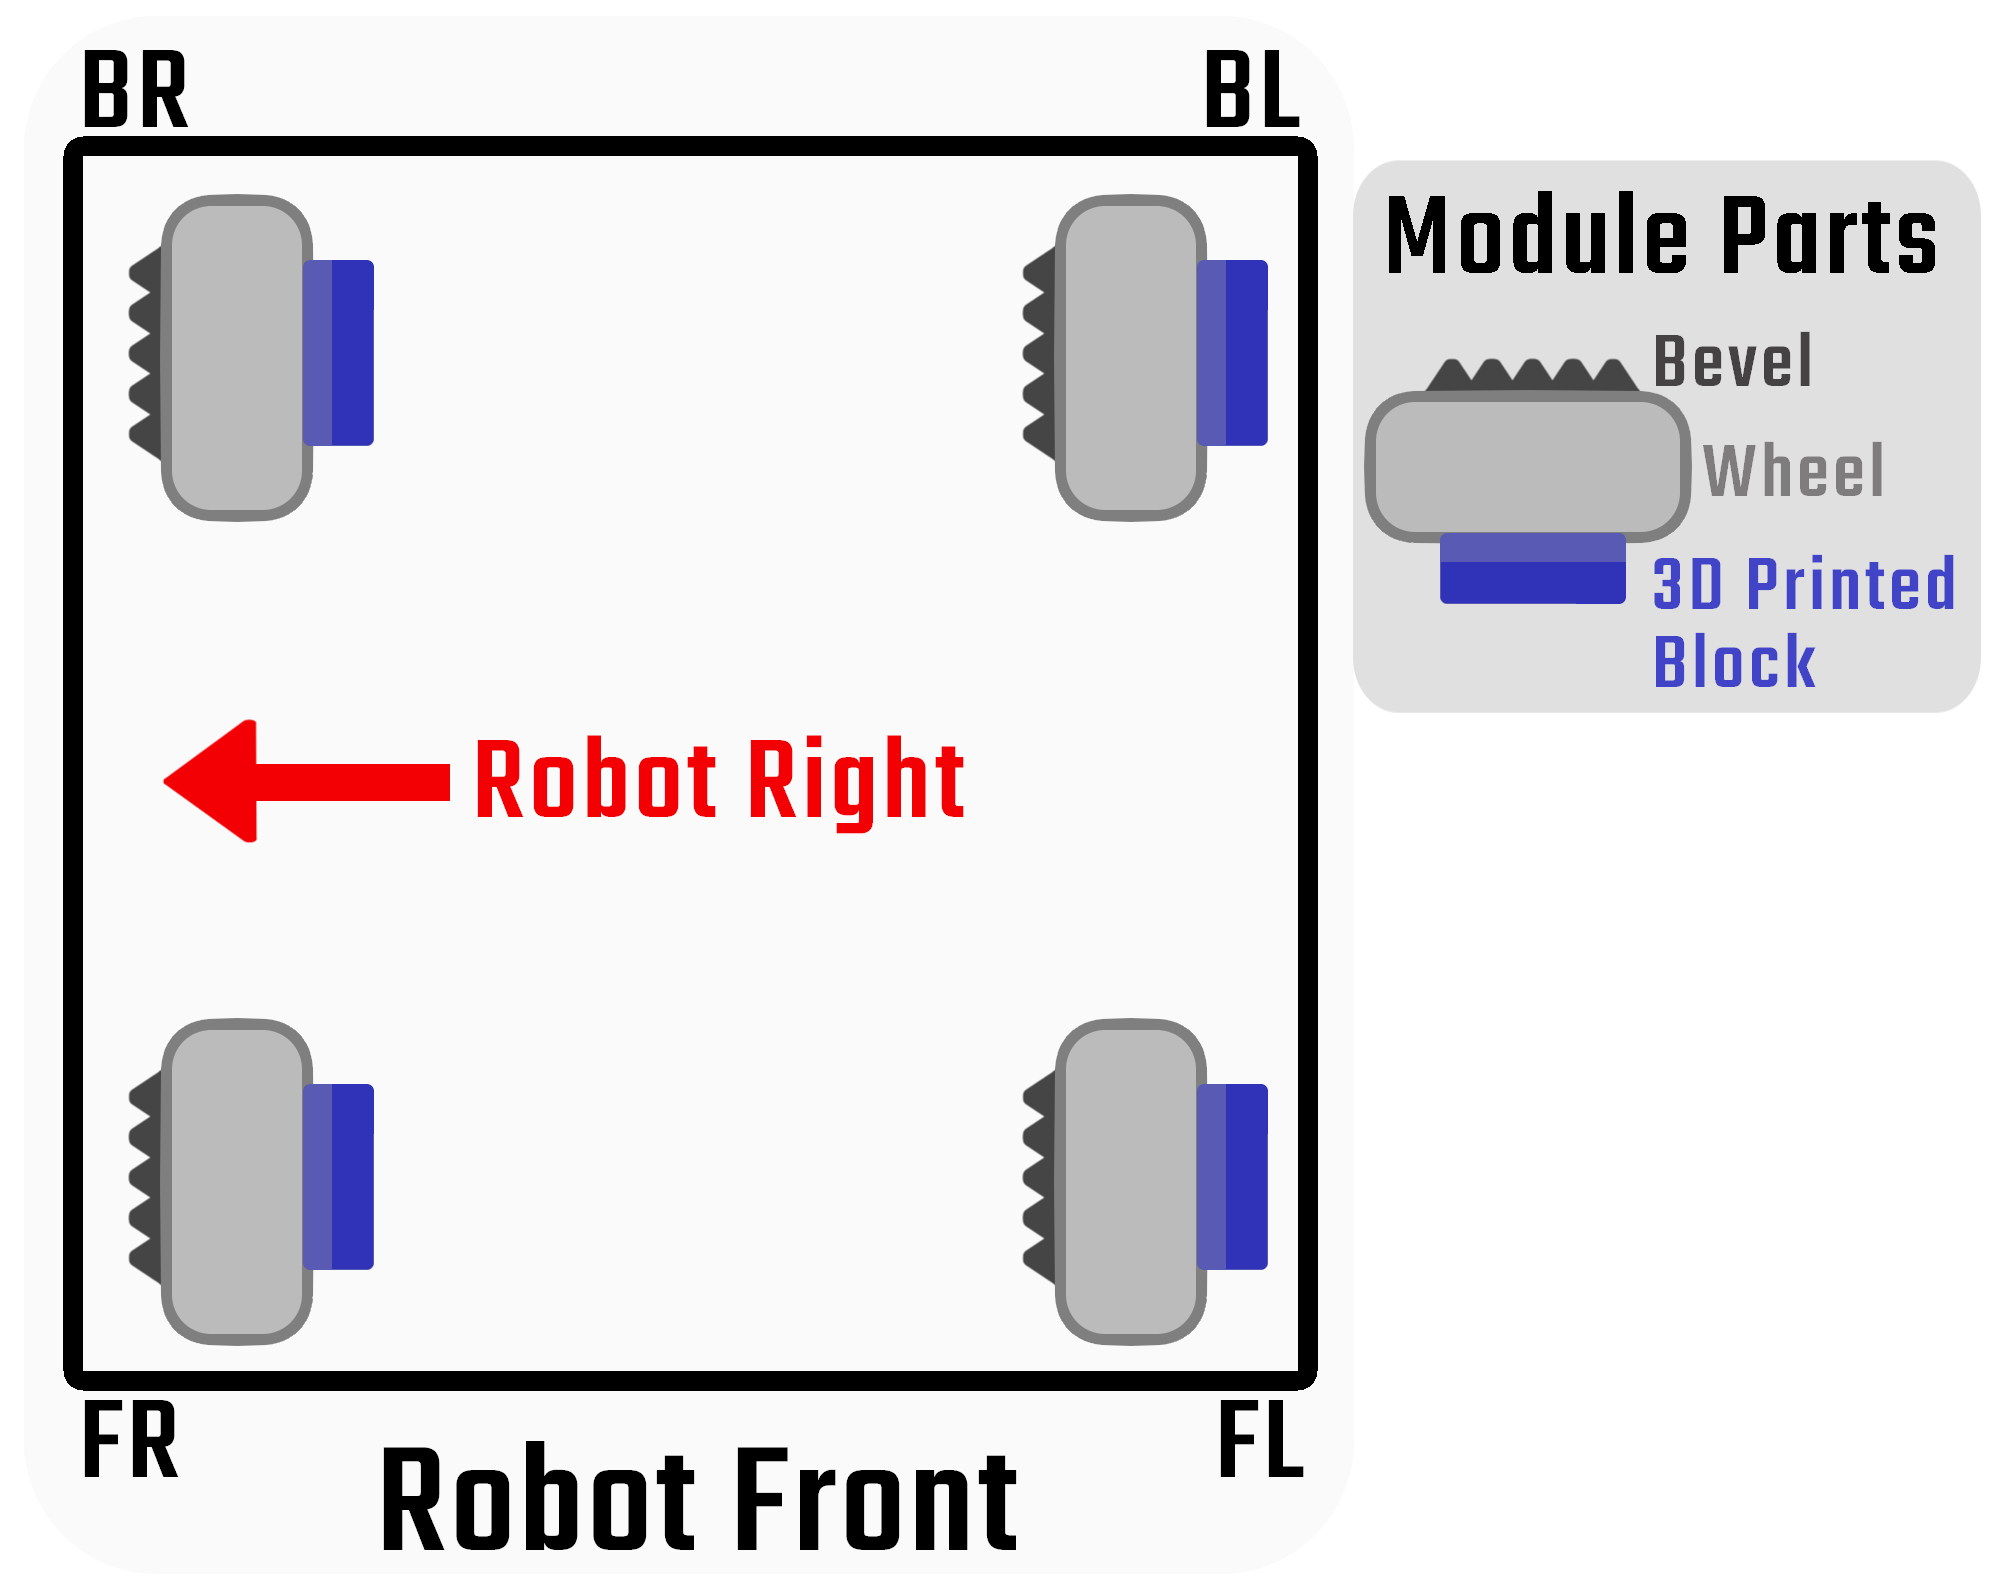 BR
BL
Module Parts
Bevel
Wheel
3D Printed
Block
Robot Right
FR
FL
Robot Front